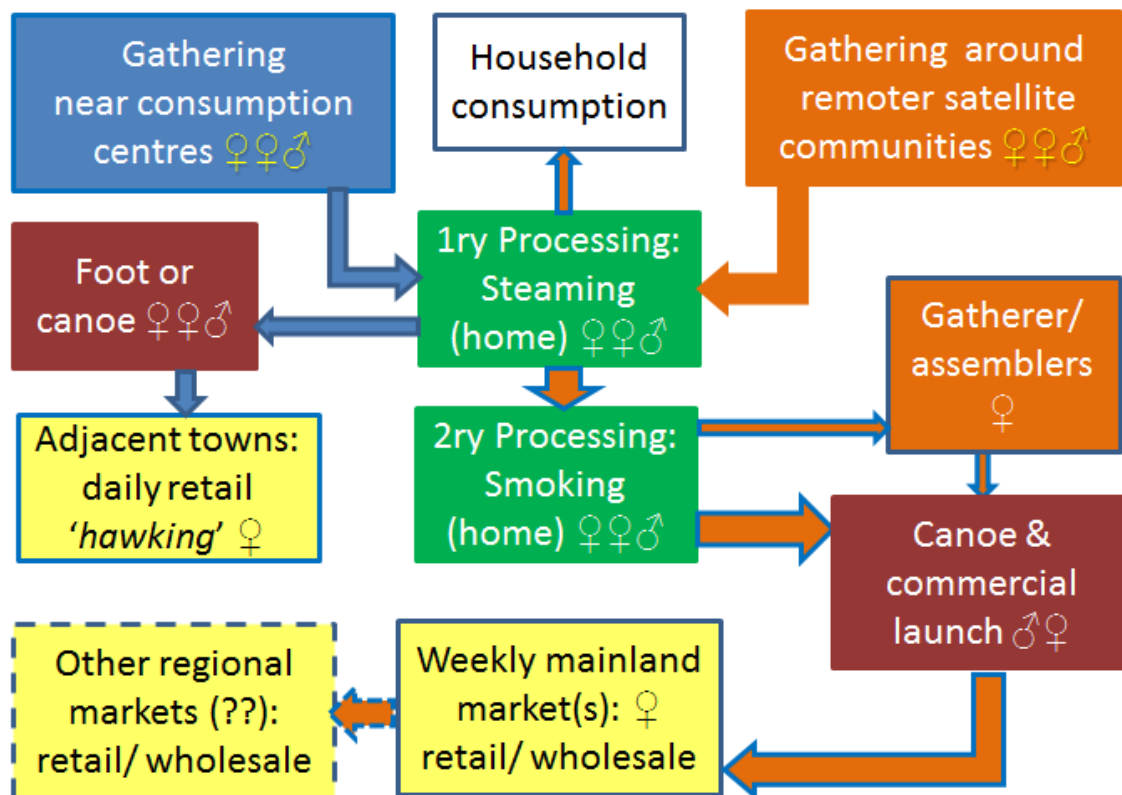 Gathering
near consumption
centres ♀♀♂
Household
consumption
Gathering around
remoter satellite
communities ♀♀♂
Foot or
canoe ♀♀♂
1ry Processing:
Steaming
(home) ♀♀♂
Gatherer/
assemblers
♀
Adjacent towns:
daily retail
‘hawking’ ♀
2ry Processing:
Smoking
(home) ♀♀♂
Canoe &
commercial
launch ♂♀
Other regional
markets (??):
retail/ wholesale
Weekly mainland
market(s): ♀
retail/ wholesale